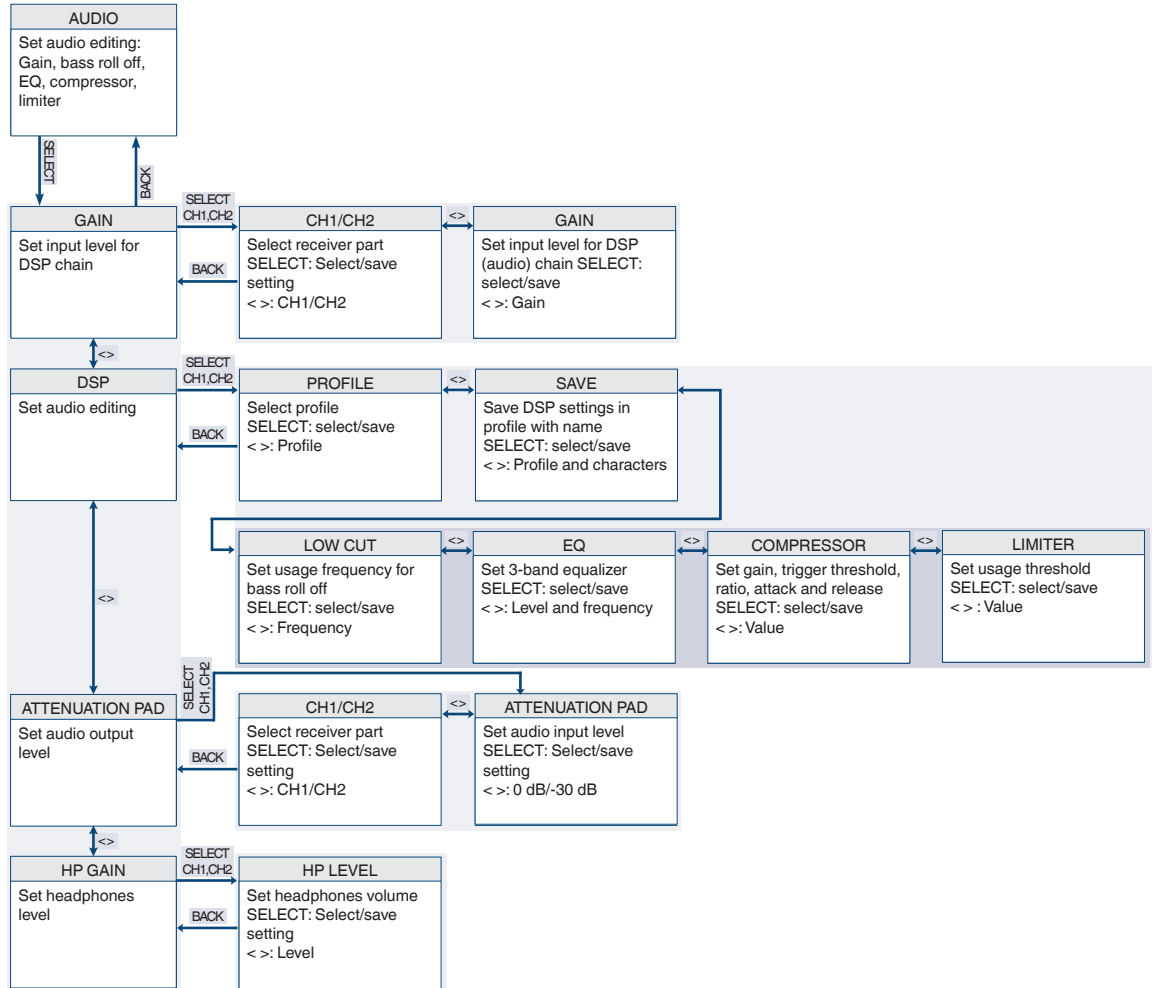 AUDIO
Set audio editing:
Gain, bass roll off,
EQ, compressor,
limiter
SELECT
BACK
GAIN
Set input level for
DSP chain
SELECT
CH1,CH2
BACK
CH1/CH2
Select receiver part
SELECT: Select/save
setting
< >: CH1/CH2
<>
GAIN
Set input level for DSP
(audio) chain SELECT:
select/save
< >: Gain
<>
DSP
Set audio editing
SELECT
CH1,CH2
BACK
PROFILE
Select profile
SELECT: select/save
< >: Profile
<>
SAVE
Save DSP settings in
profile with name
SELECT: select/save
< >: Profile and characters
LOW CUT
Set usage frequency for
bass roll off
SELECT: select/save
< >: Frequency
<>
EQ
Set 3-band equalizer
SELECT: select/save
< >: Level and frequency
<>
COMPRESSOR
Set gain, trigger threshold,
ratio, attack and release
SELECT: select/save
< >: Value
<>
LIMITER
Set usage threshold
SELECT: select/save
< > : Value
<>
ATTENUATION PAD
Set audio output
level
SELECT
CH1,CH2
BACK
CH1/CH2
Select receiver part
SELECT: Select/save
setting
< >: CH1/CH2
<>
ATTENUATION PAD
Set audio input level
SELECT: Select/save
setting
< >: 0 dB/-30 dB
<>
HP GAIN
Set headphones
level
SELECT
CH1,CH2
BACK
HP LEVEL
Set headphones volume
SELECT: Select/save
setting
< >: Level